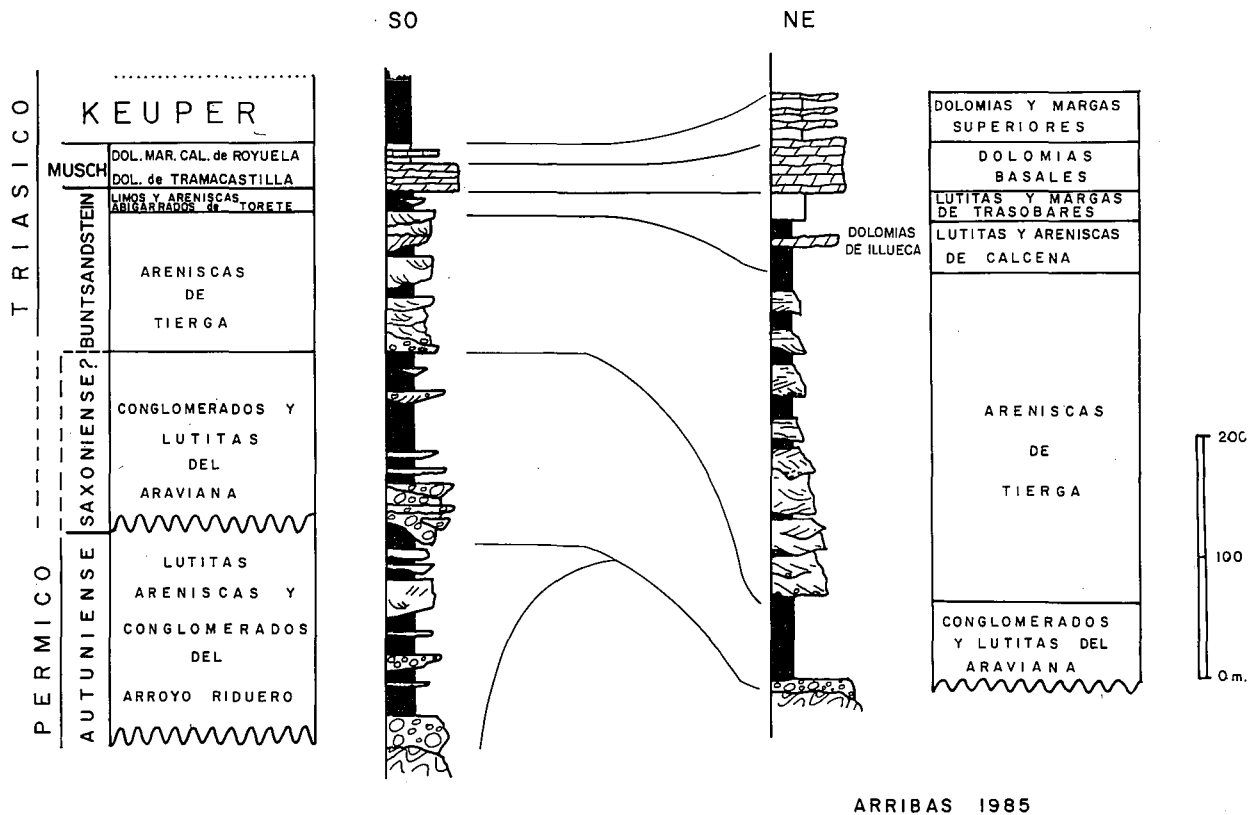 SO
NE
TRIASICO
PERMICO
KEUPER
MUSCH
BUNTSANDSTEIN
SAXONIENSE?
AUTUNIENSE
DOL. MAR. CAL. de ROYUELA
DOL. de TRAMACASTILLA
LIMOS Y ARENISCAS
ABIGARRADOS de TORETE
ARENISCAS
DE
TIERGA
CONGLOMERADOS Y
LUTITAS
DEL
ARAVIANA
LUTITAS
ARENISCAS Y
CONGLOMERADOS
DEL
ARROYO RIDUERO
DOLOMIAS
DE ILLUECA
DOLOMIAS Y MARGAS
SUPERIORES
DOLOMIAS
BASALES
LUTITAS Y MARGAS
DE TRASOBARES
LUTITAS Y ARENISCAS
DE CALCENA
ARENISCAS
DE
TIERGA
CONGLOMERADOS
Y LUTITAS DEL
ARAVIANA
200
100
0 m.
ARRIBAS 1985